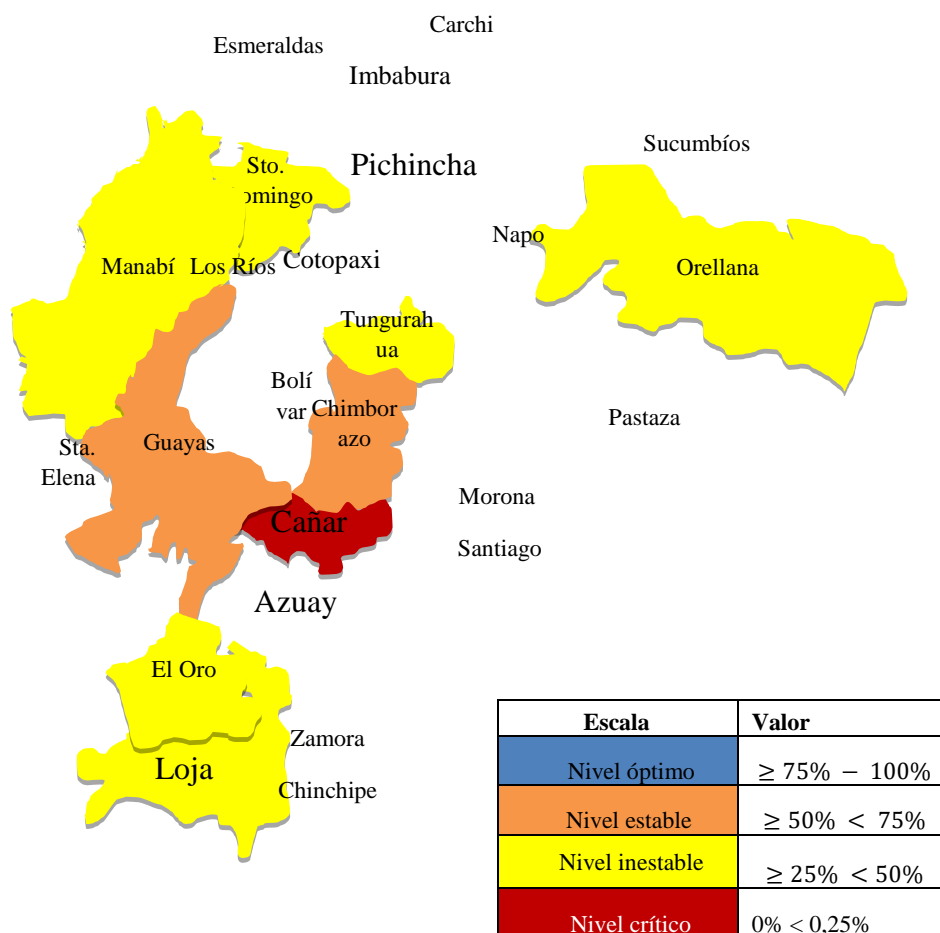 Carchi
Esmeraldas
Imbabura
Sucumbíos
Sto.
Pichincha
omingo
Napo
Manabí Los Ríos Cotopaxi
Orellana
Tungurah
ua
Bolí
var
Chimbor
azo
Pastaza
Guayas
Sta.
Elena
Morona
Cañar
Santiago
Azuay
El Oro
Zamora
Loja
Chinchipe
Escala Valor
Nivel óptimo ≥ 75% − 100%
Nivel estable ≥ 50% < 75%
Nivel inestable ≥ 25% < 50%
Nivel crítico 0% < 0,25%